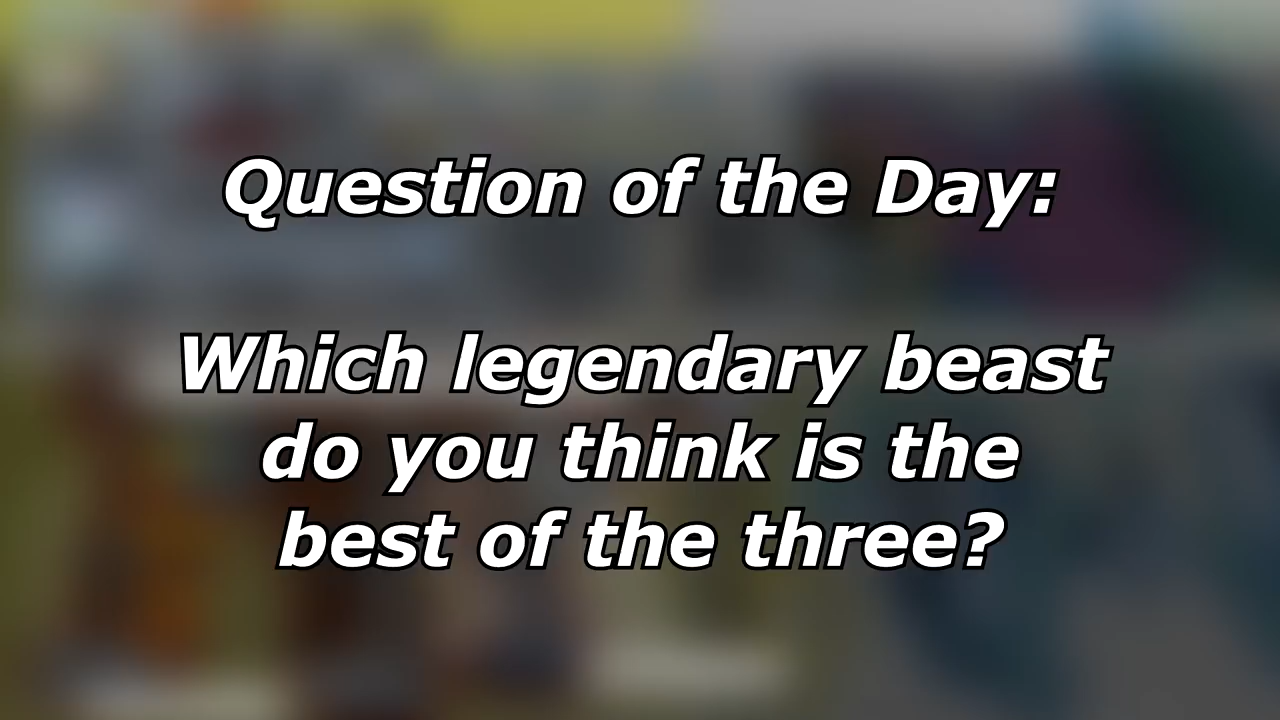 Question of the Day:
Which legendary beast
do you think is the
best of the three?